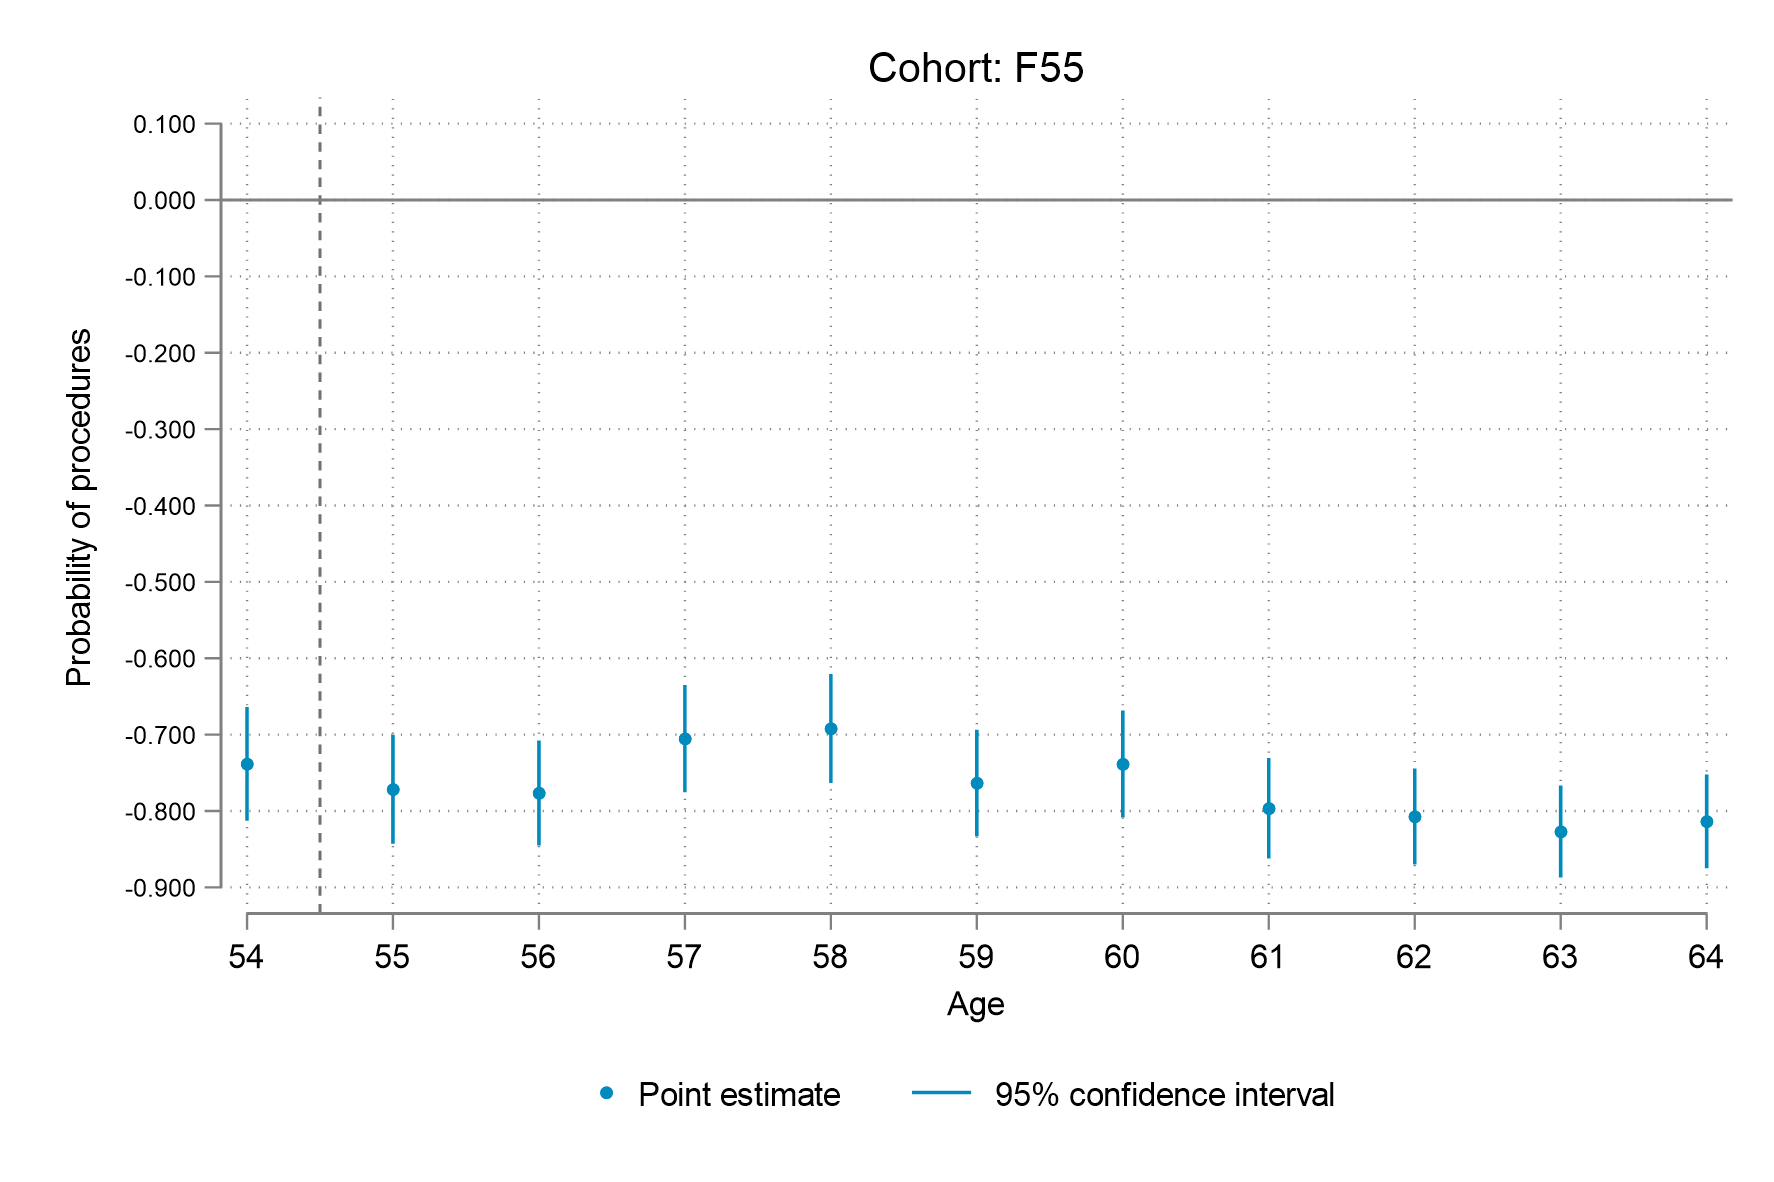 Cohort: F55
0.100
0.000
-0.100
-0.200
-0.300
-0.400
-0.500
-0.600
-0.700
-0.800
-0.900
Probability of procedures
54 55 56 57 58 59 60 61 62 63 64
Age
Point estimate 95% confidence interval